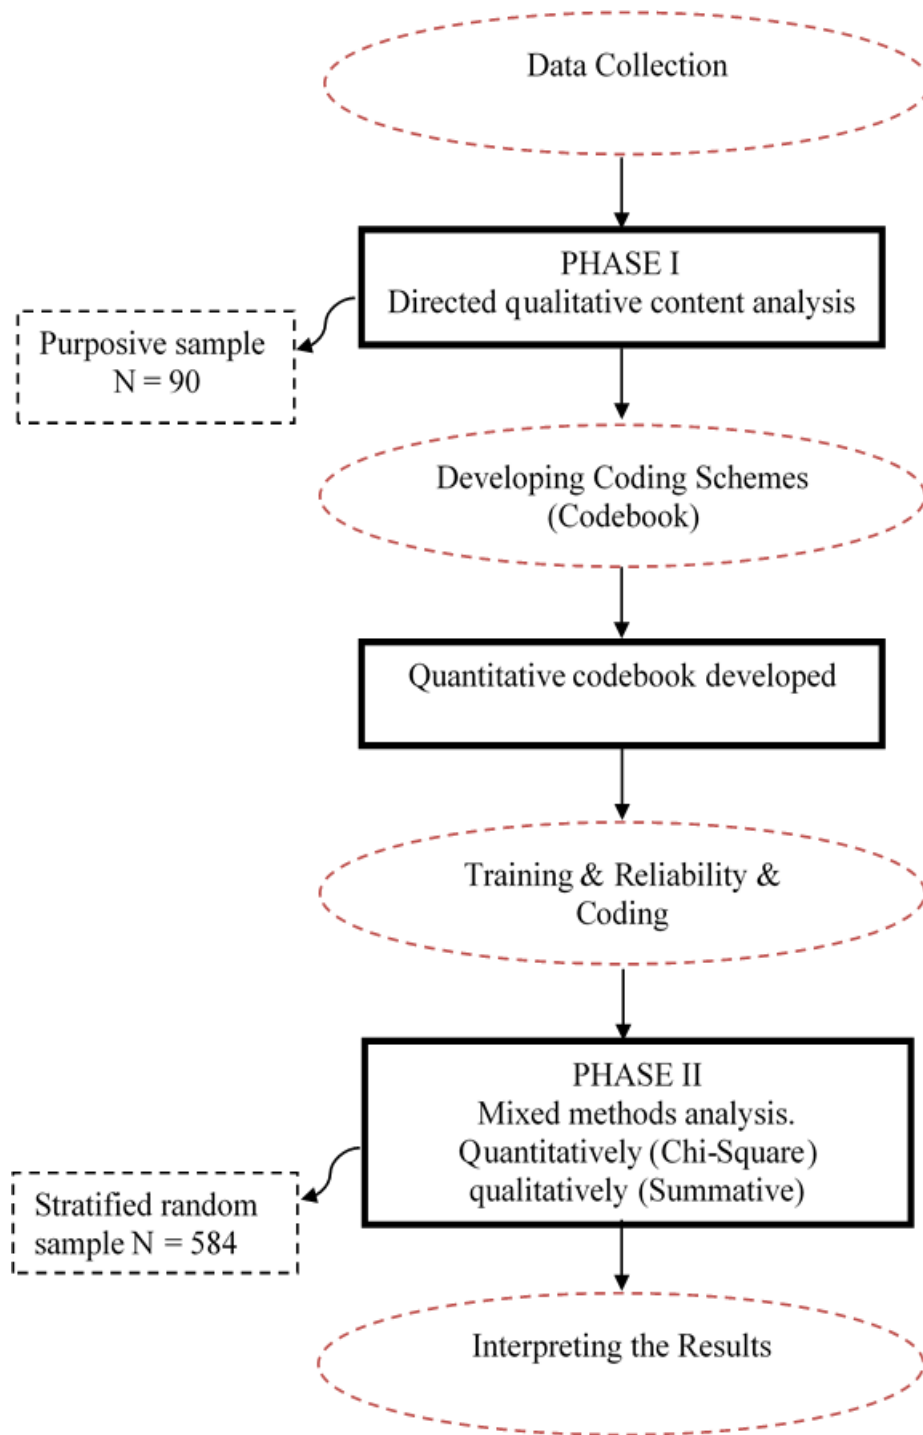 Data Collection
PHASE I
Directed qualitative content analysis
Purposive sample
N = 90
Developing Coding Schemes
(Codebook)
Quantitative codebook developed
Training & Reliability &
Coding
PHASE II
Mixed methods analysis.
Quantitatively (Chi-Square)
qualitatively (Summative)
Stratified random
sample N = 584
Interpreting the Results